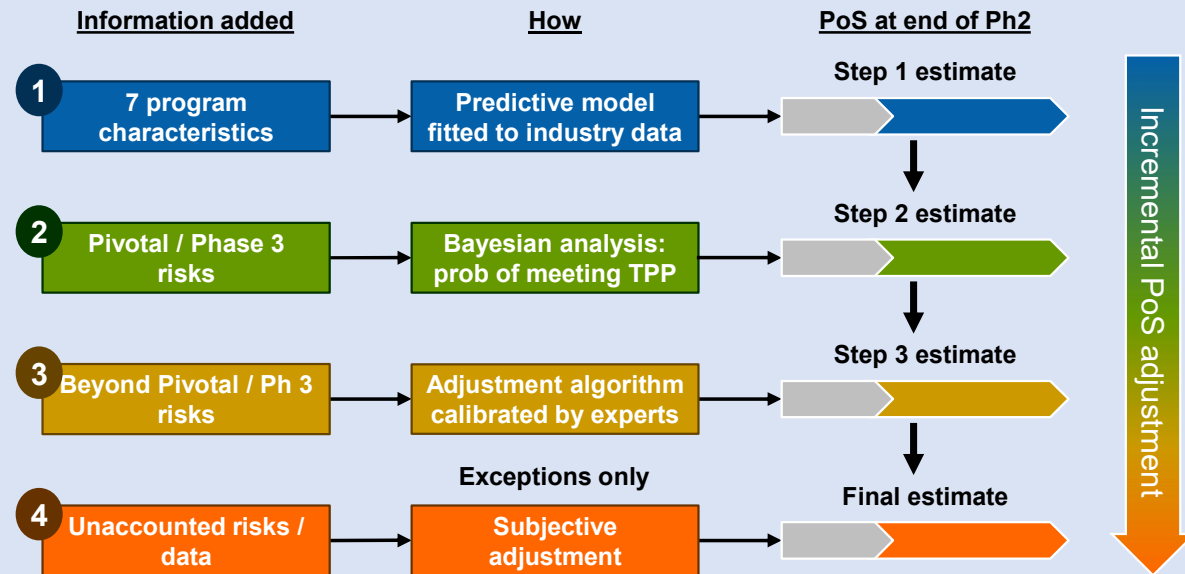 Information added
How
PoS at end of Ph2
1
7 program
characteristics
Predictive model
fitted to industry data
Step 1 estimate
2
Pivotal / Phase 3
risks
Bayesian analysis:
prob of meeting TPP
Step 2 estimate
3
Beyond Pivotal / Ph 3
risks
Adjustment algorithm
calibrated by experts
Step 3 estimate
4
Unaccounted risks /
data
Exceptions only
Subjective
adjustment
Final estimate
Incremental PoS adjustment